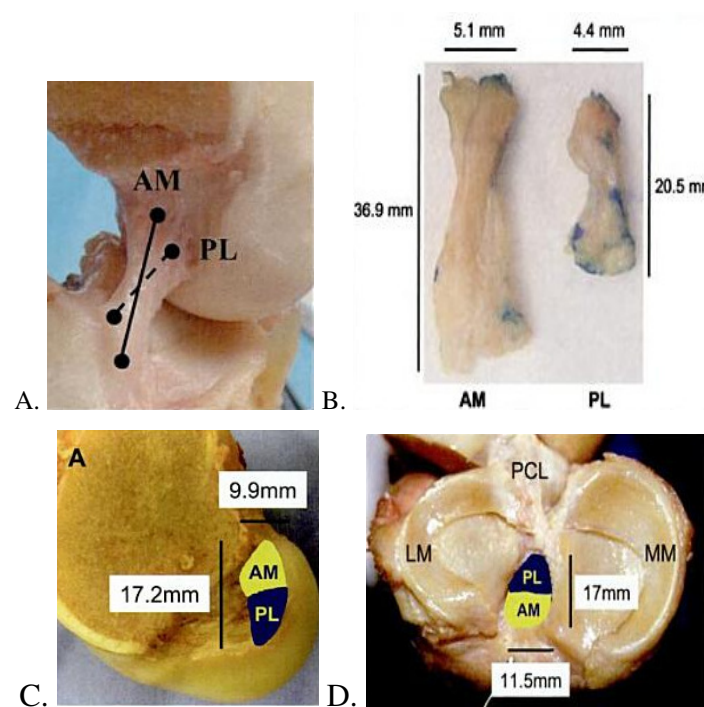 AM
PL
A.
5.1 mm
4.4 mm
36.9 mm
20.5 mm
AM
PL
B.
A
9.9mm
AM
17.2mm
PL
C.
PCL
LM
MM
PL
AM
17mm
11.5mm
D.